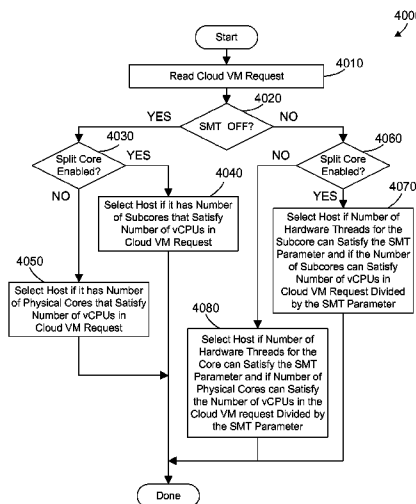 400
Start
4010
Read Cloud VM Request
4020
YES
SMT OFF?
NO
4030
Split Core
Enabled?
YES
NO
4040
Select Host if it has Number
of Subcores that Satisfy
Number of vCPUs in
Cloud VM Request
4050
Select Host if it has Number
of Physical Cores that Satisfy
Number of vCPUs in
Cloud VM Request
4060
NO
Split Core
Enabled?
YES
4070
Select Host if Number of
Hardware Threads for the
Subcore can Satisfy the SMT
Parameter and if the Number
of Subcores can Satisfy
Number of vCPUs in
Cloud VM Request Divided
by the SMT Parameter
4080
Select Host if Number of
Hardware Threads for the
Core can Satisfy the SMT
Parameter and if Number of
Physical Cores can Satisfy
the Number of vCPUs in the
Cloud VM request Divided by
the SMT Parameter
Done